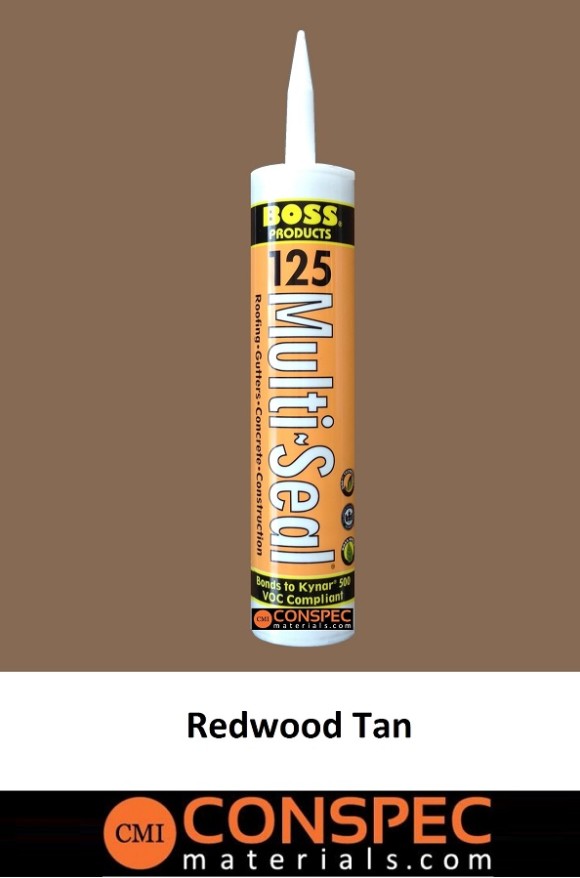 BOSS®
PRODUCTS
125
Multi~Seal®
Roofing•Gutters•Concrete•Construction
Bonds to Kynar® 500
VOC Compliant
CMI CONSPEC
materials.com
Redwood Tan
CMI CONSPEC
materials.com